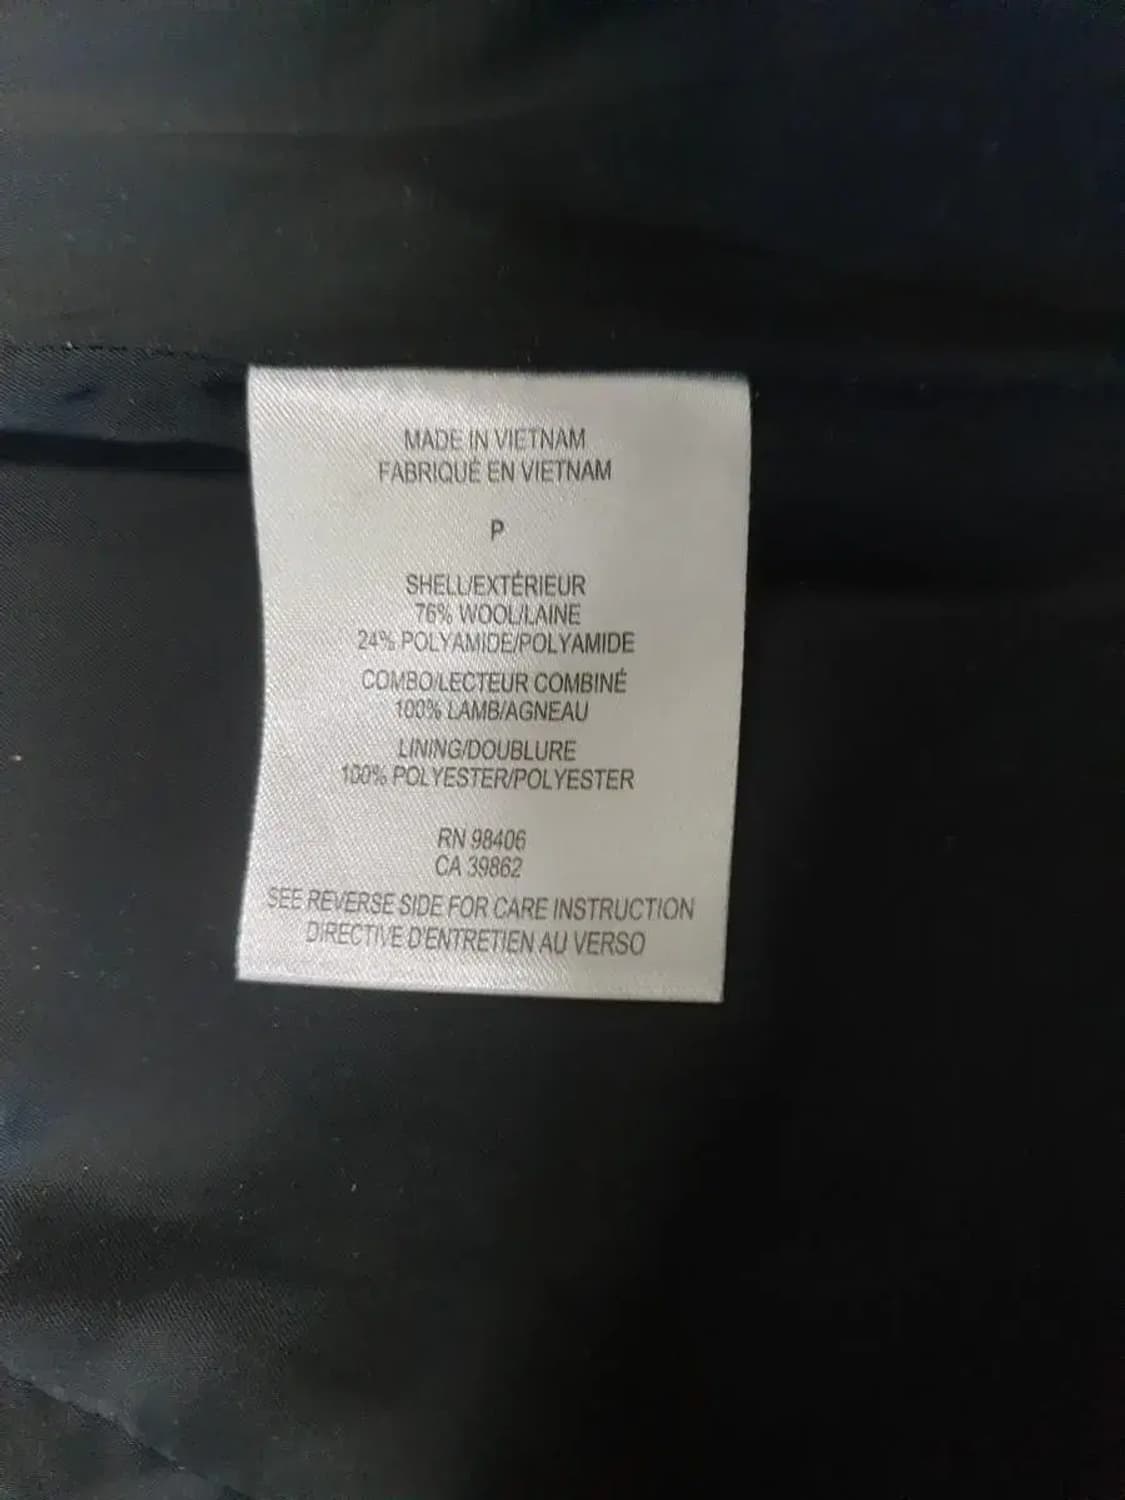 MADE IN VIETNAM
FABRIQUÉ EN VIETNAM
P
SHELL/EXTÉRIEUR
76% WOOL/LAINE
24% POLYAMIDE/POLYAMIDE
COMBO/LECTEUR COMBINÉ
100% LAMB/AGNEAU
LINING/DOUBLURE
100% POLYESTER/POLYESTER
RN 98406
CA 39862
SEE REVERSE SIDE FOR CARE INSTRUCTION
DIRECTIVE D'ENTRETIEN AU VERSO